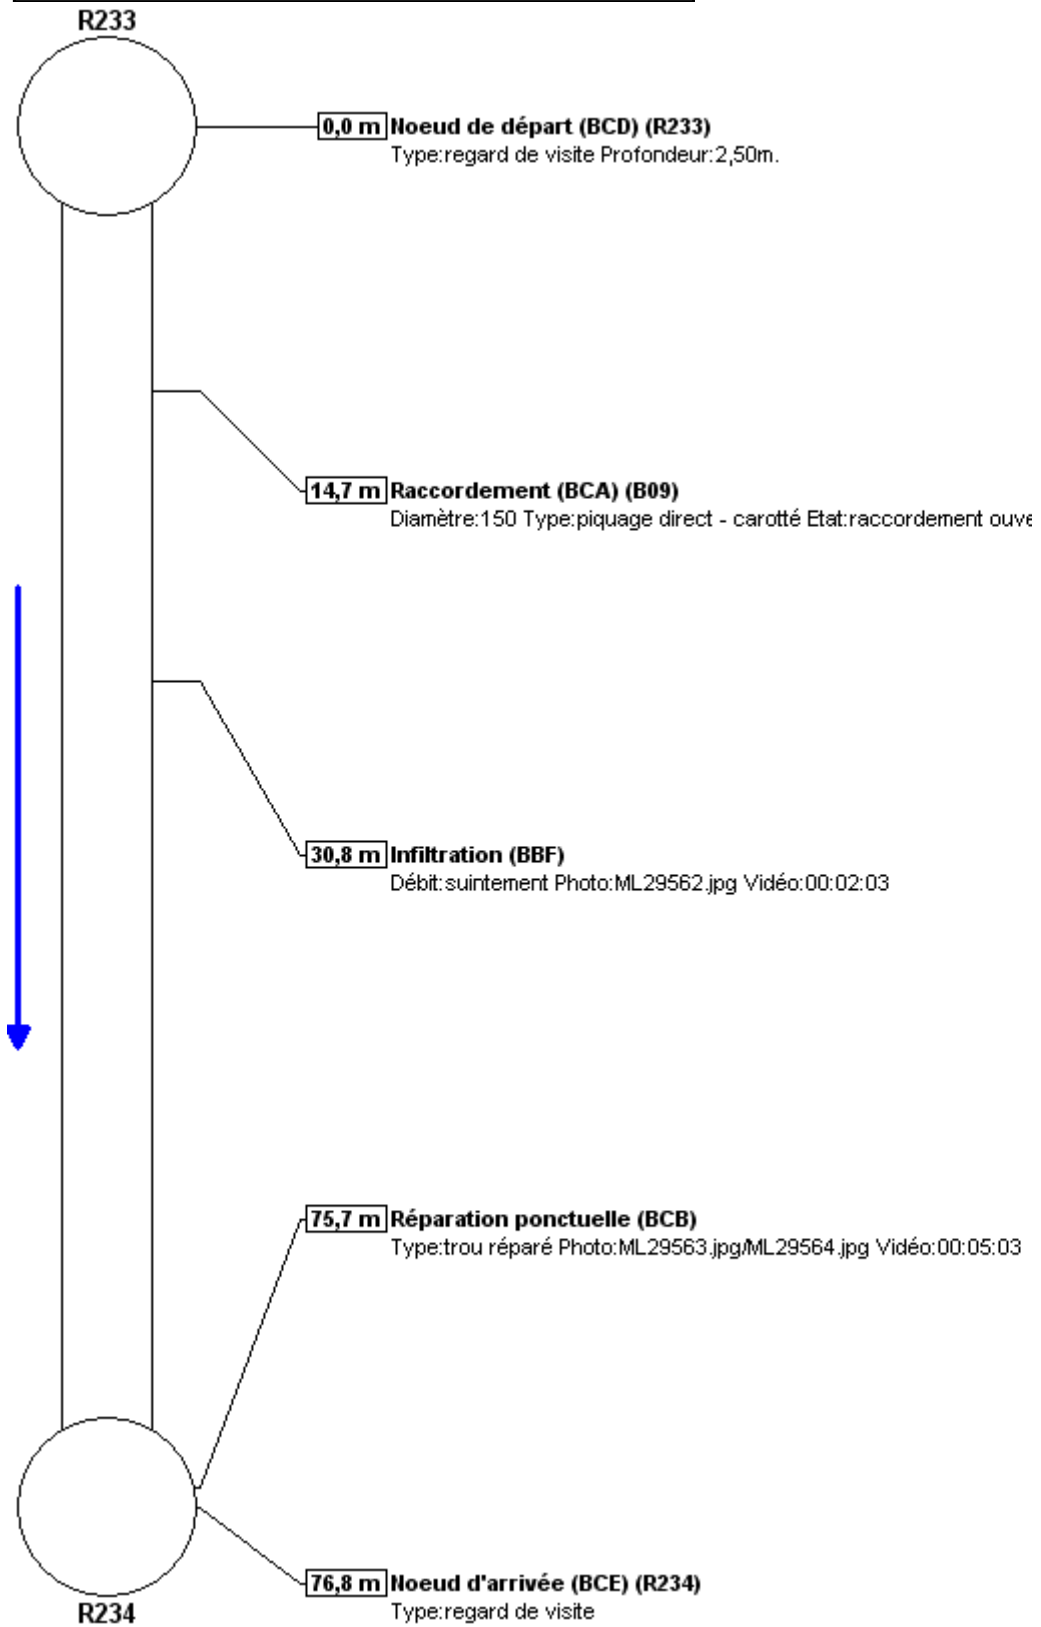 R233
0,0 m Noeud de départ (BCD) (R233)
Type:regard de visite Profondeur:2,50m.
14,7 m Raccordement (BCA) (B09)
Diamètre:150 Type:piquage direct - carotté Etat:raccordement ouve
30,8 m Infiltration (BBF)
Débit:suintement Photo:ML29562.jpg Vidéo:00:02:03
75,7 m Réparation ponctuelle (BCB)
Type:trou réparé Photo:ML29563.jpg/ML29564.jpg Vidéo:00:05:03
76,8 m Noeud d'arrivée (BCE) (R234)
Type:regard de visite
R234